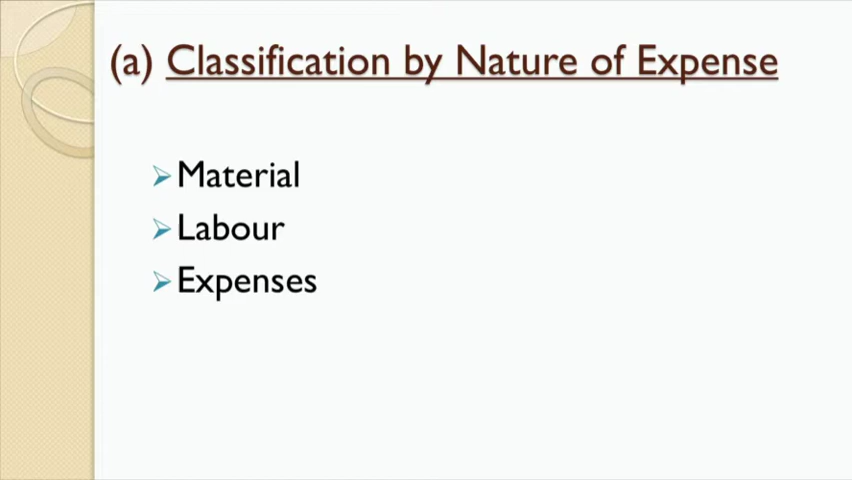 (a) Classification by Nature of Expense
Material
Labour
Expenses